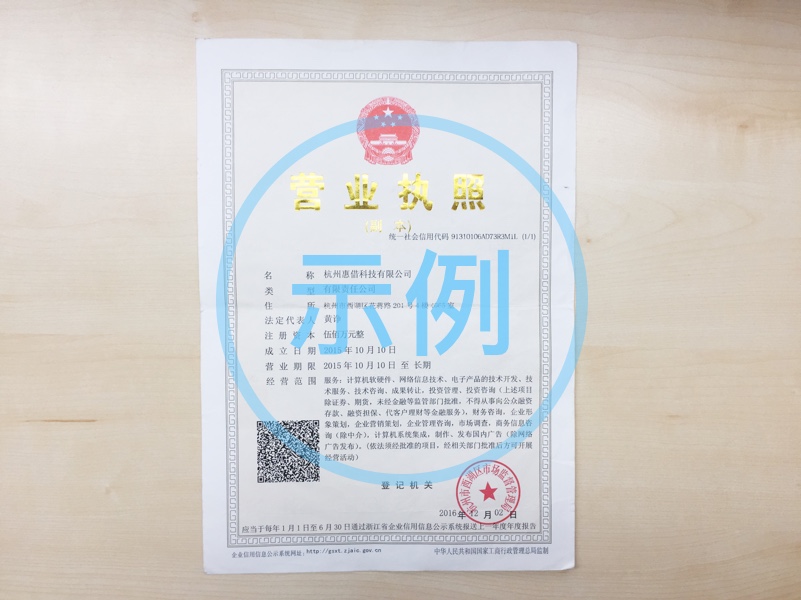 营业执照
(副本)
统一社会信用代码 91310106AD73R3M1L (1/1)
示例
名 称 杭州惠借科技有限公司
类 型 有限责任公司
住 所 杭州市西湖区
法定代表人 黄
注册资本 伍佰万元整
成立日期 2015年10月10日
营业期限 2015年10月10日至 长期
经营范围 服务：计算机软硬件、网络信息技术、电子产品的技术开发、技
术服务、技术咨询、成果转让，投资管理、投资咨询（上述项目
除证券、期货，未经金融等监管部门批准，不得从事向公众融资
存款、融资担保、代客户理财等金融服务），财务咨询，企业形
象策划，企业营销策划，企业管理咨询，市场调查，商务信息咨
询（除中介），计算机系统集成，制作、发布国内广告（除网络
广告发布）。（依法须经批准的项目，经相关部门批准后方可开展
经营活动）
登记机关
杭州市西湖区市场监督管理局
2016年12月02日
应当于每年1月1日至6月30日通过浙江省企业信用信息公示系统报送上一年度年度报告
企业信用信息公示系统网址：http://gsxt.zjaic.gov.cn
中华人民共和国国家工商行政管理总局监制